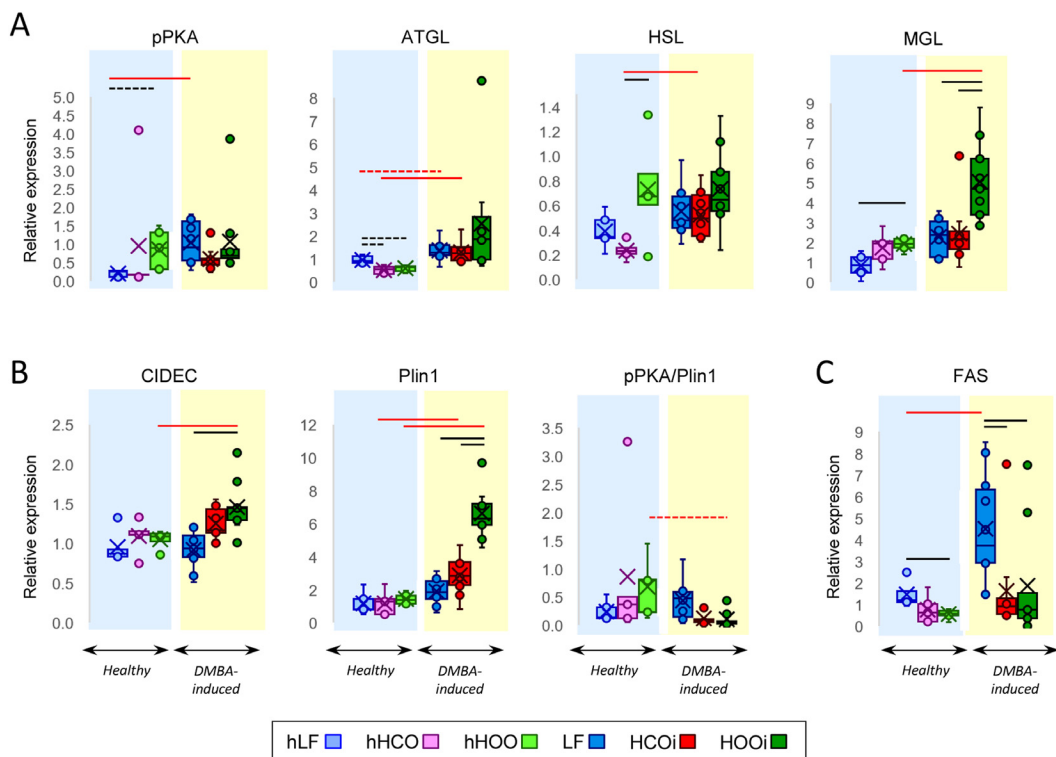 A
pPKA ATGL HSL MGL
Relative expression
5.0 4.5 4.0 3.5 3.0 2.5 2.0 1.5 1.0 0.5 0.0
8 7 6 5 4 3 2 1 0
1.4 1.2 1.0 0.8 0.6 0.4 0.2 0.0
9 8 7 6 5 4 3 2 1 0
B
CIDEC Plin1 pPKA/Plin1
Relative expression
2.5 2.0 1.5 1.0 0.5 0.0
12 10 8 6 4 2 0
3.5 3.0 2.5 2.0 1.5 1.0 0.5 0.0
C
FAS
Relative expression
9 8 7 6 5 4 3 2 1 0
Healthy DMBA-induced
Healthy DMBA-induced
Healthy DMBA-induced
Healthy DMBA-induced
hLF hHCO hHOO LF HCOi HOOi